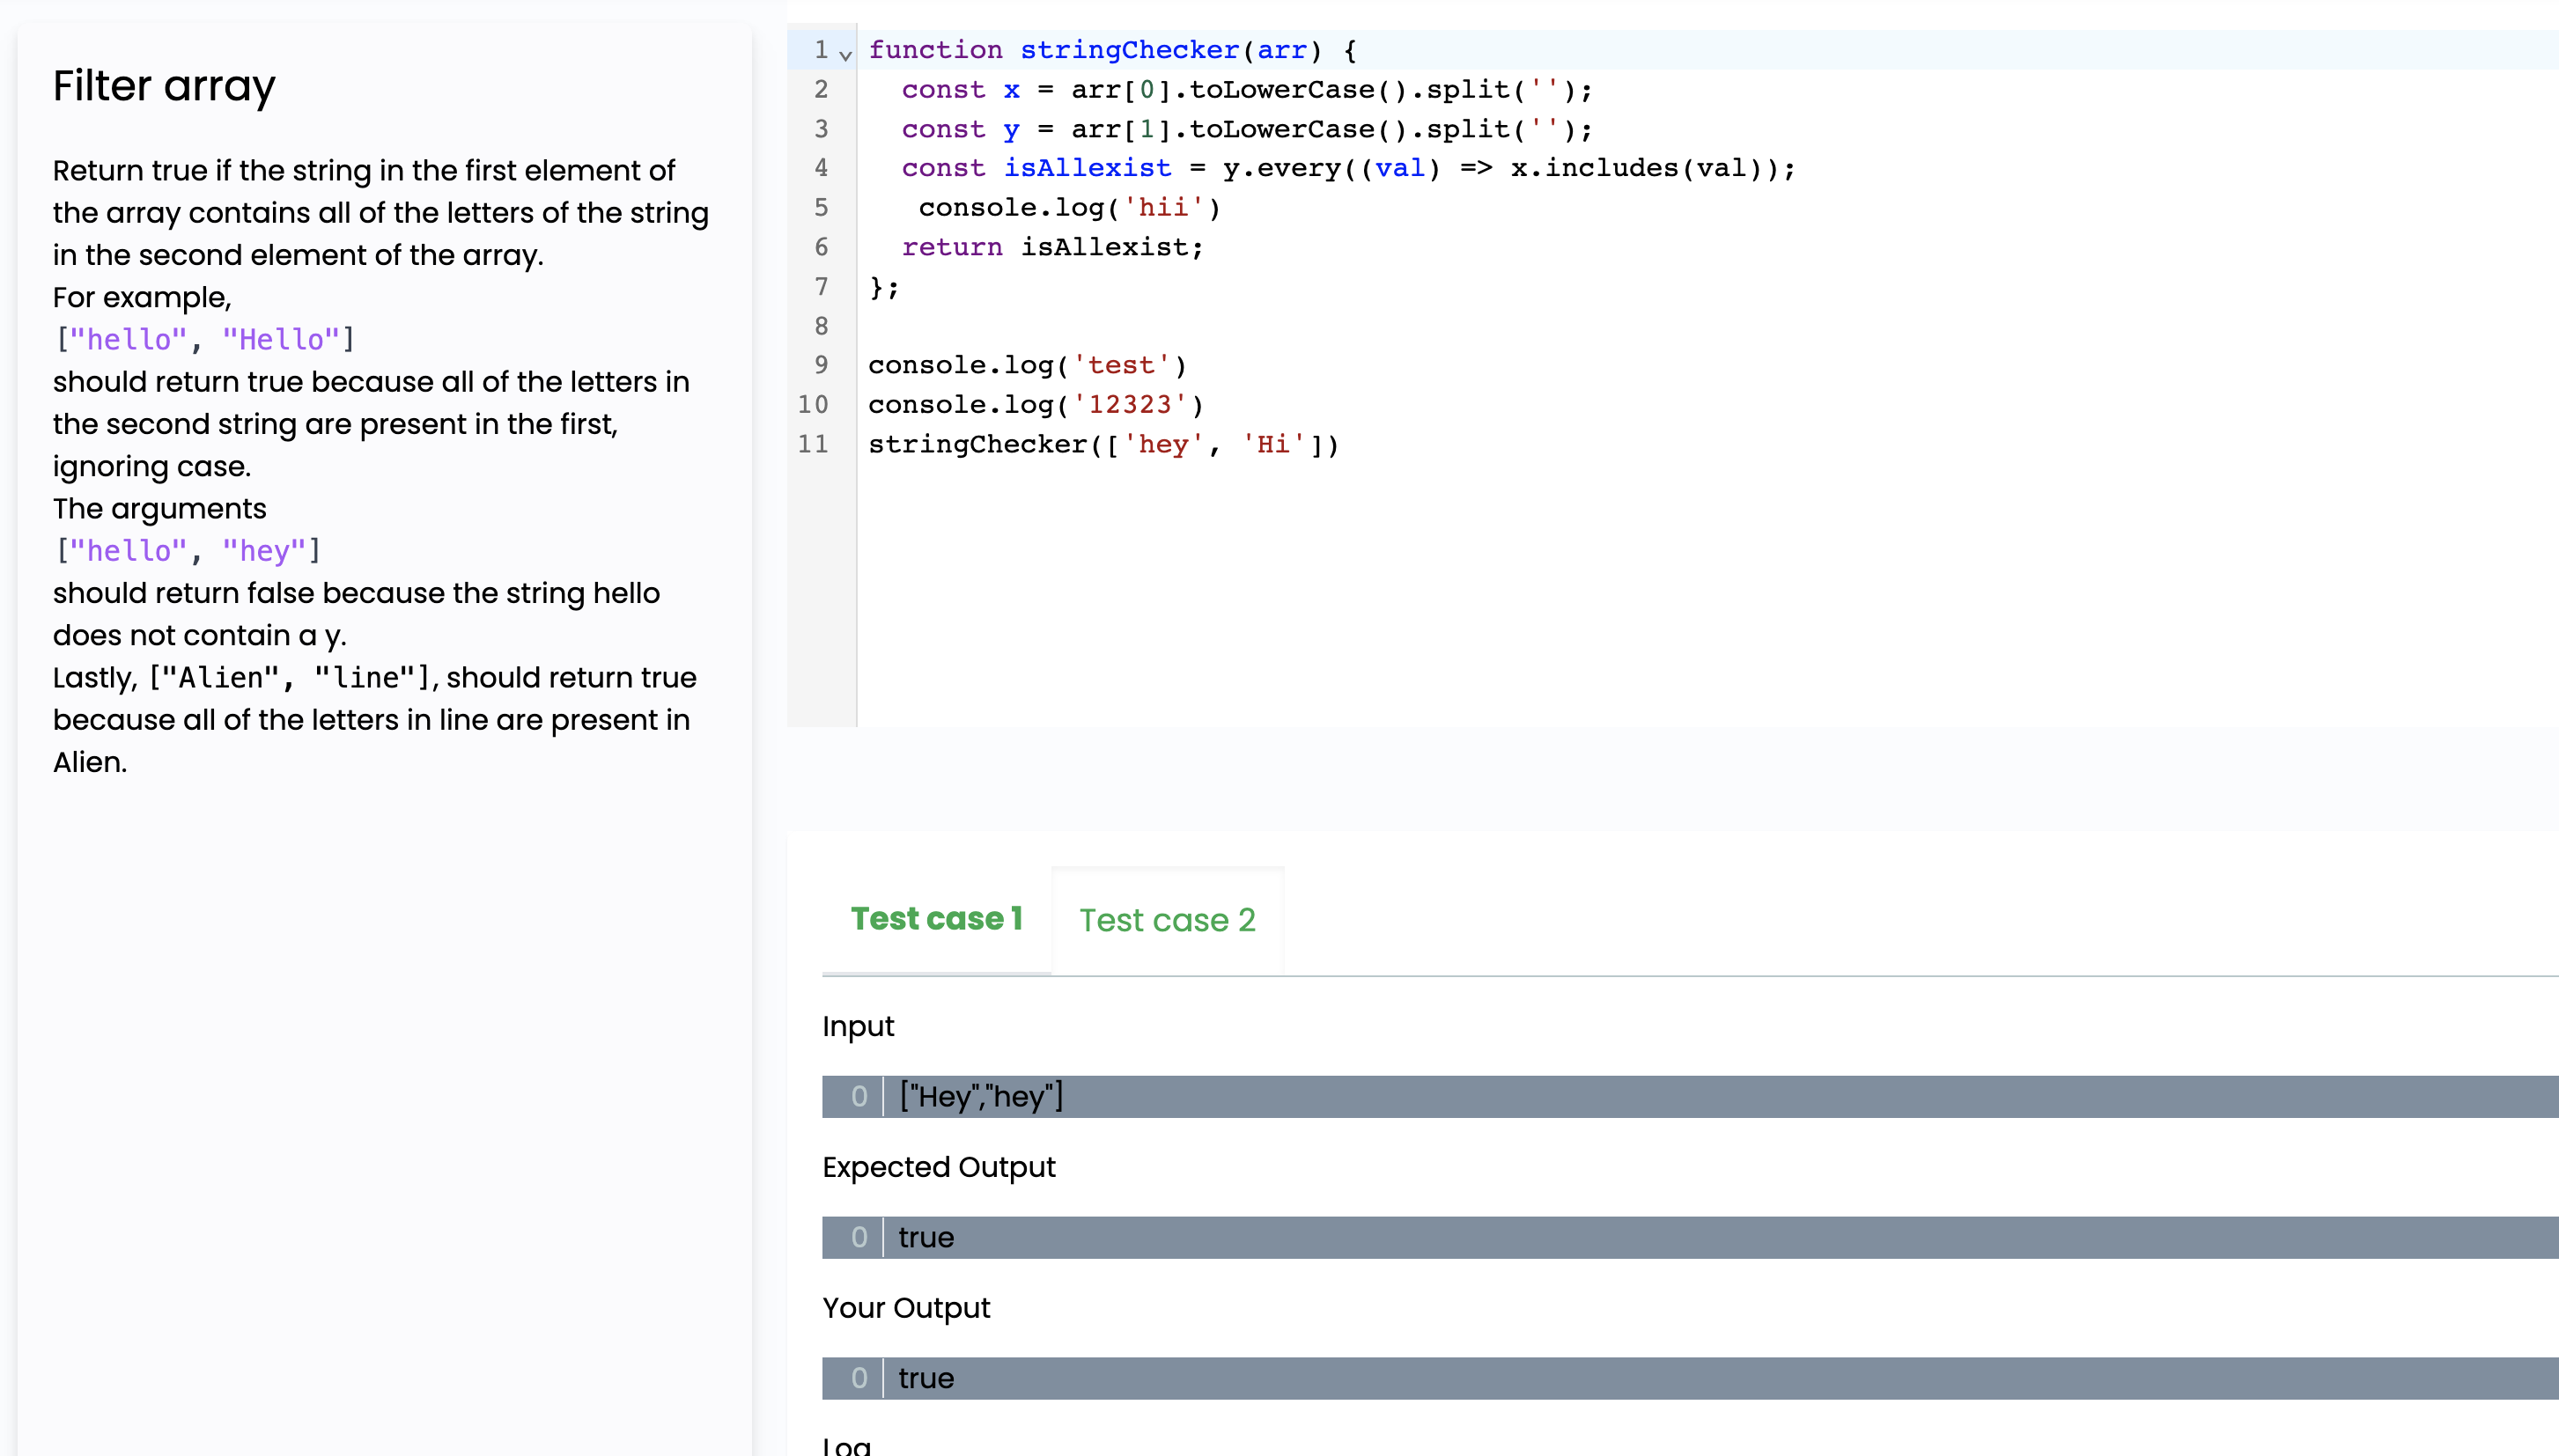 Filter array
Return true if the string in the first element of
the array contains all of the letters of the string
in the second element of the array.
For example,
["hello", "Hello"]
should return true because all of the letters in
the second string are present in the first,
ignoring case.
The arguments
["hello", "hey"]
should return false because the string hello
does not contain a y.
Lastly, ["Alien", "line"], should return true
because all of the letters in line are present in
Alien.
1 function stringChecker(arr) {
2   const x = arr[0].toLowerCase().split('');
3   const y = arr[1].toLowerCase().split('');
4   const isAllexist = y.every((val) => x.includes(val));
5    console.log('hii')
6   return isAllexist;
7 };
8
9 console.log('test')
10 console.log('12323')
11 stringChecker(['hey', 'Hi'])
Test case 1 Test case 2
Input
0 ["Hey","hey"]
Expected Output
0 true
Your Output
0 true
Log